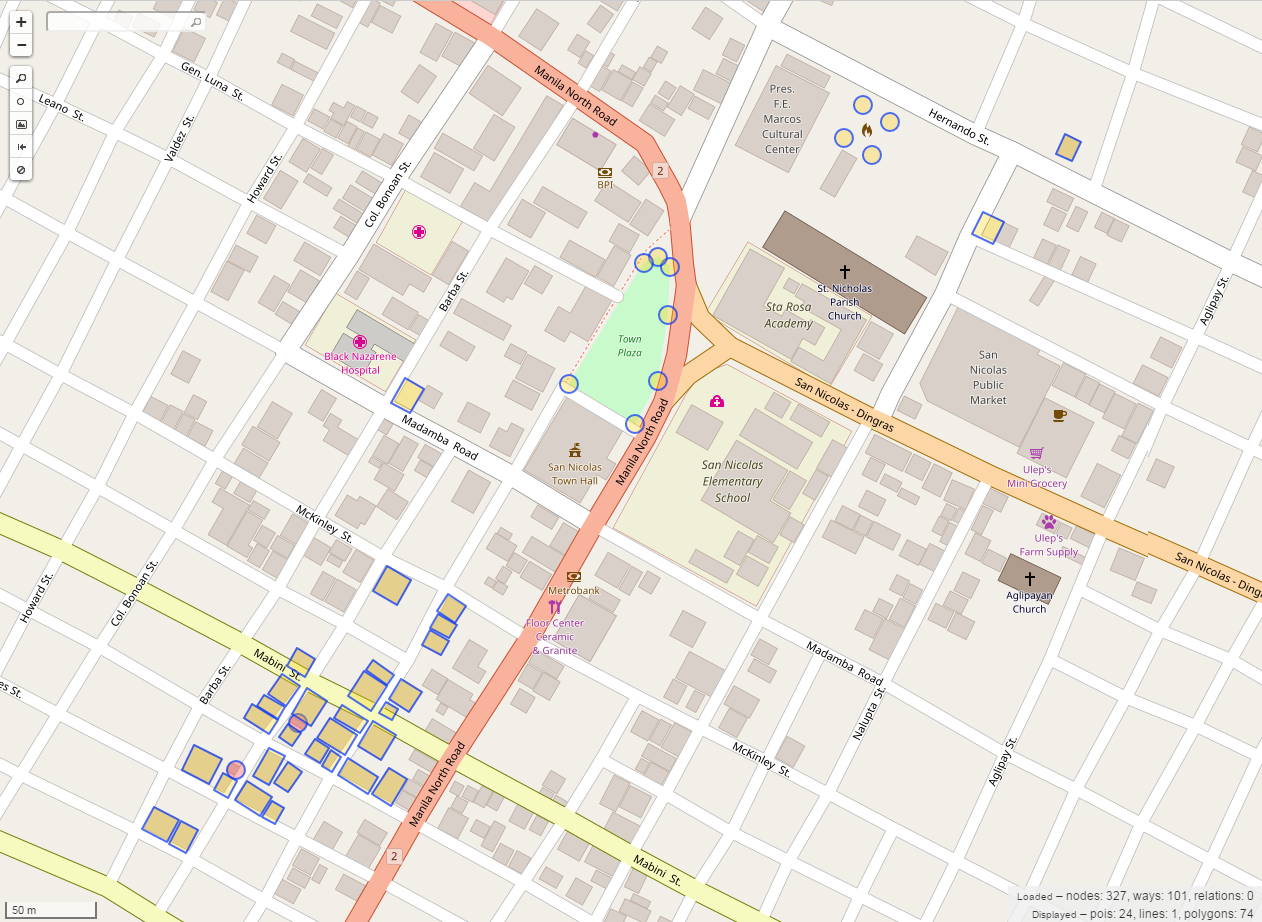 +
−
Gen. Luna St.
Leano St.
Valdez St.
Howard St.
Col. Bonoan St.
Manila North Road
2
BPI
Pres.
F.E.
Marcos
Cultural
Center
Hernando St.
Barba St.
St. Nicholas
Parish
Church
Sta Rosa
Academy
Aglipay St.
Town
Plaza
Black Nazarene
Hospital
San
Nicolas
Public
Market
San Nicolas - Dingras
Madamba Road
Manila North Road
San Nicolas
Town Hall
San Nicolas
Elementary
School
Ulep's
Mini Grocery
McKinley St.
Ulep's
Farm Supply
San Nicolas - Ding
Howard St.
Col. Bonoan St.
Metrobank
Aglipayan
Church
Floor Center
Ceramic
& Granite
Mabini St.
Barba St.
es St.
Madamba Road
Nalupta St.
McKinley St.
Aglipay St.
Manila North Road
2
Mabini St.
50 m
Loaded – nodes: 327, ways: 101, relations: 0
Displayed – pois: 24, lines: 1, polygons: 74